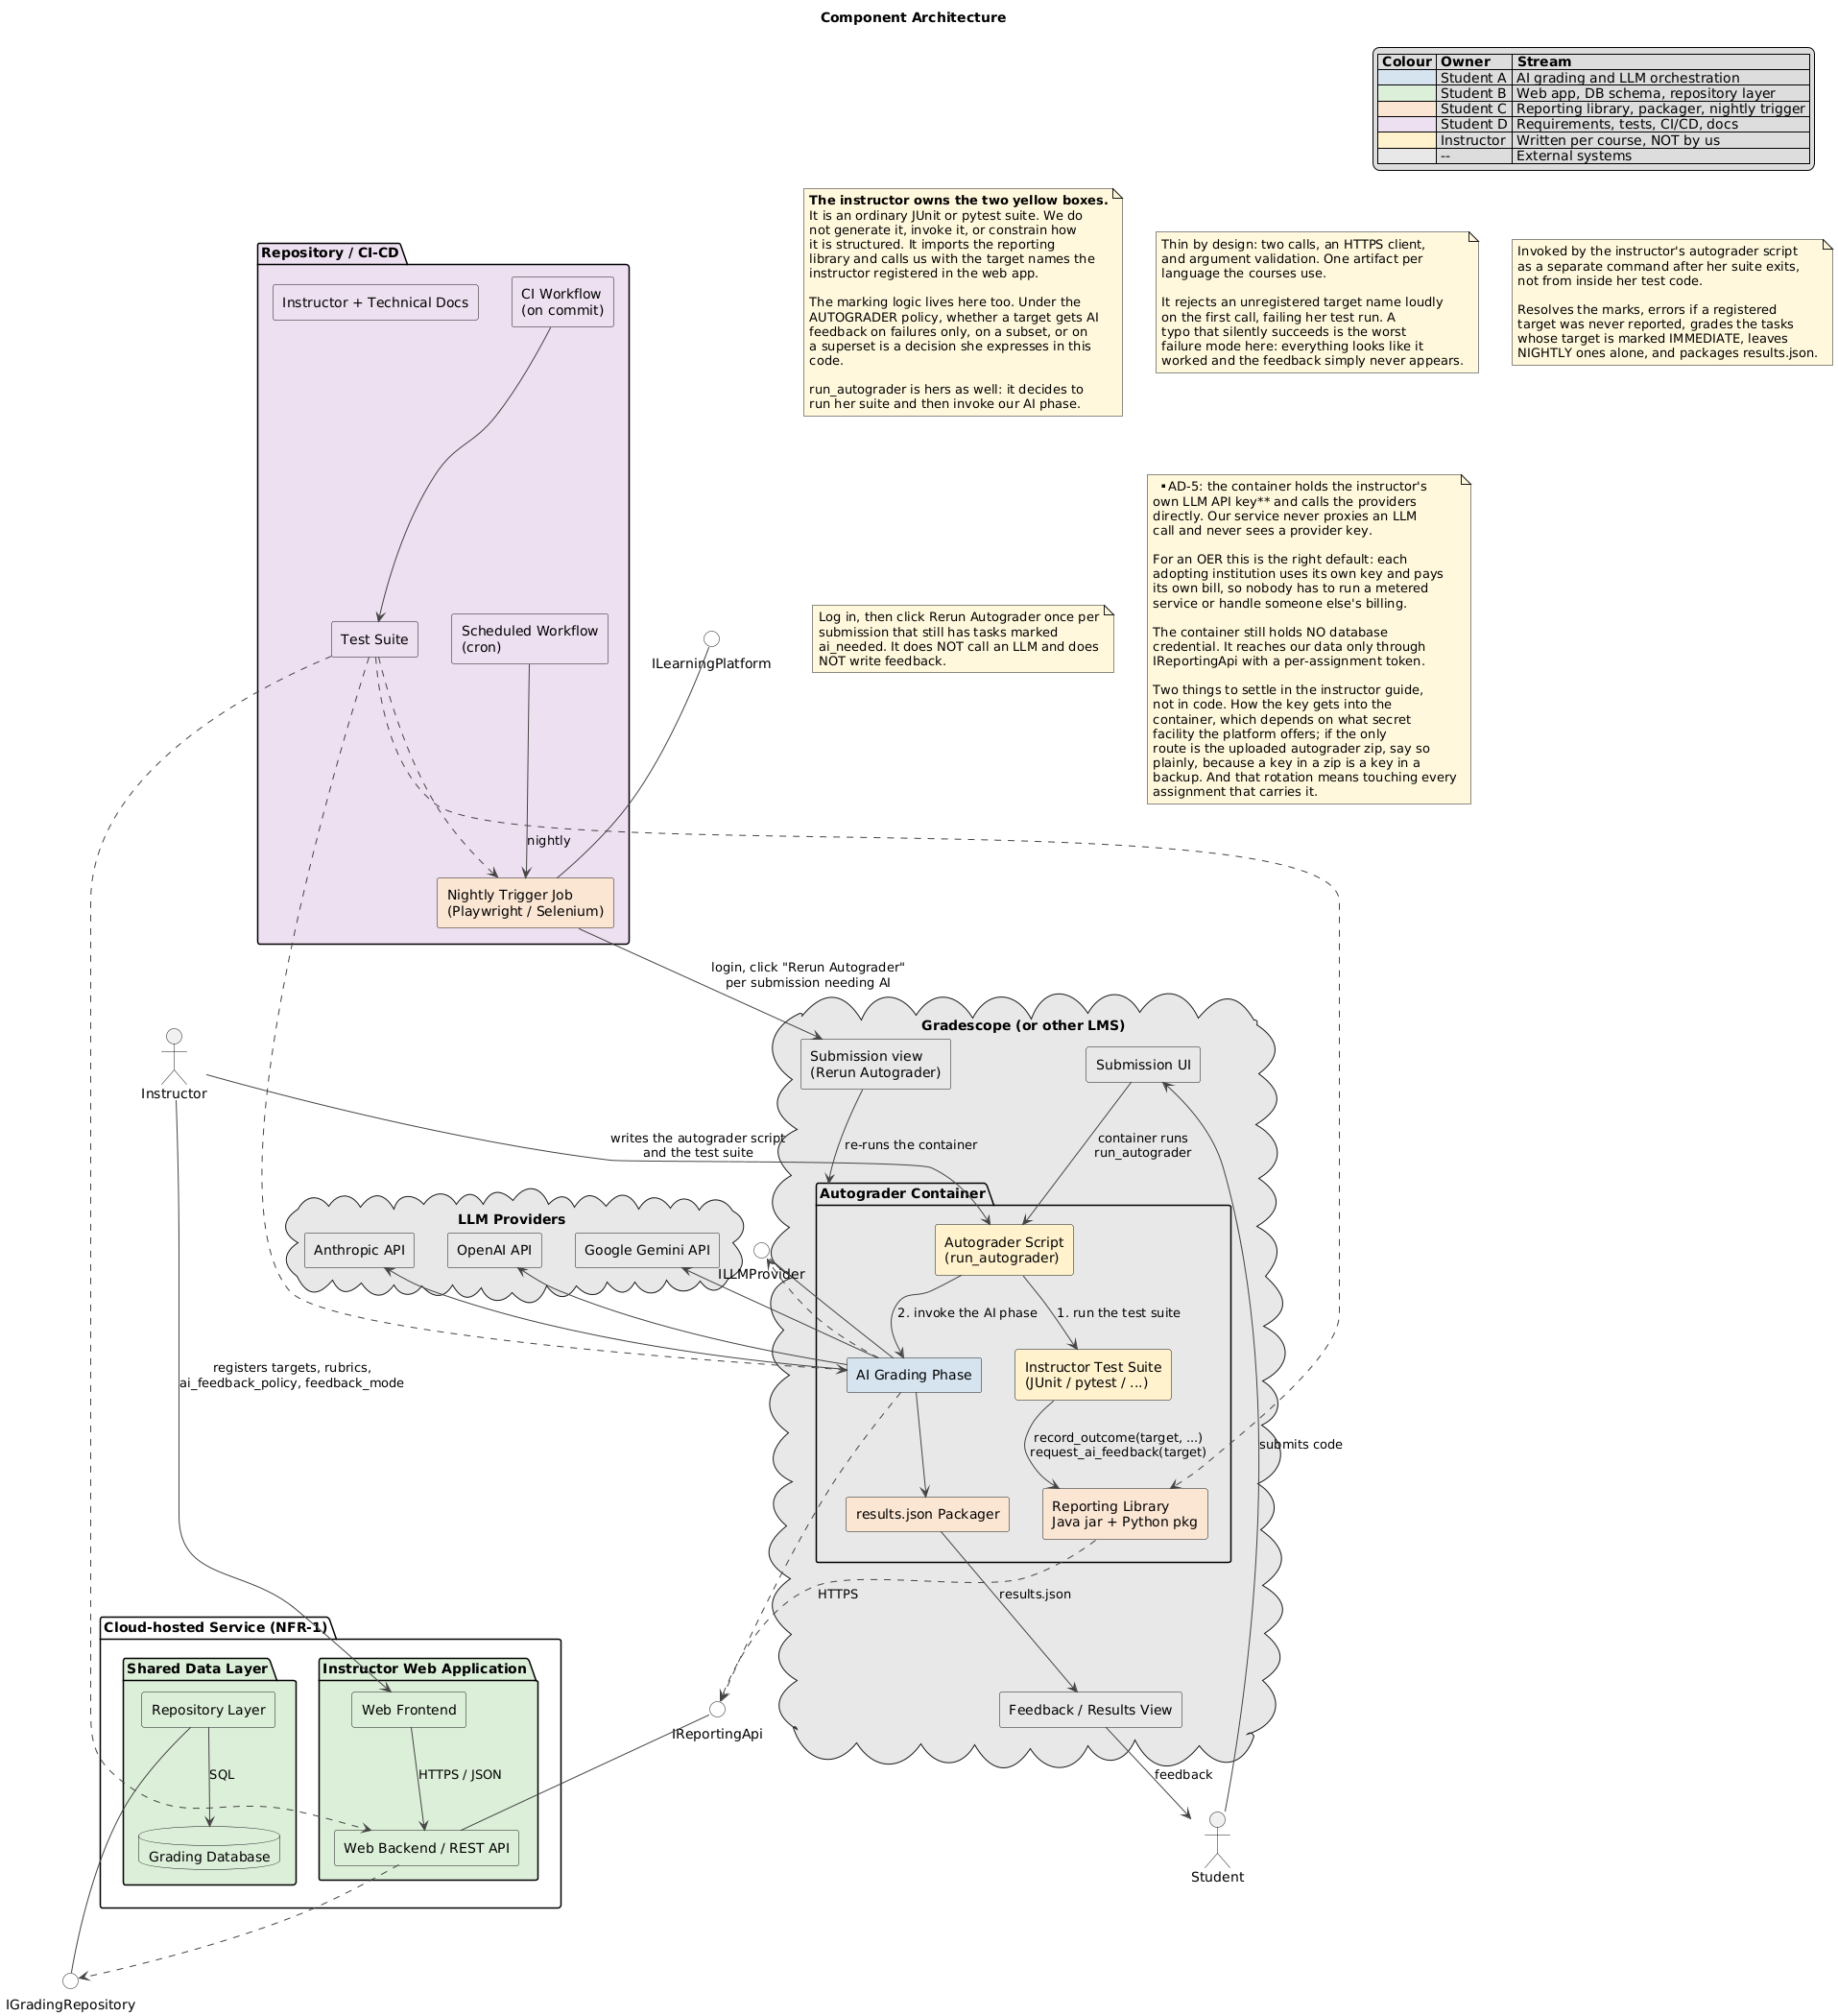 Component Architecture
Colour Owner Stream
Student A AI grading and LLM orchestration
Student B Web app, DB schema, repository layer
Student C Reporting library, packager, nightly trigger
Student D Requirements, tests, CI/CD, docs
Instructor Written per course, NOT by us
-- External systems
The instructor owns the two yellow boxes.
It is an ordinary JUnit or pytest suite. We do
not generate it, invoke it, or constrain how
it is structured. It imports the reporting
library and calls us with the target names the
instructor registered in the web app.
The marking logic lives here too. Under the
AUTOGRADER policy, whether a target gets AI
feedback on failures only, on a subset, or on
a superset is a decision she expresses in this
code.
run_autograder is hers as well: it decides to
run her suite and then invoke our AI phase.
Thin by design: two calls, an HTTPS client,
and argument validation. One artifact per
language the courses use.
It rejects an unregistered target name loudly
on the first call, failing her test run. A
typo that silently succeeds is the worst
failure mode here: everything looks like it
worked and the feedback simply never appears.
Invoked by the instructor's autograder script
as a separate command after her suite exits,
not from inside her test code.
Resolves the marks, errors if a registered
target was never reported, grades the tasks
whose target is marked IMMEDIATE, leaves
NIGHTLY ones alone, and packages results.json.
Repository / CI-CD
Instructor + Technical Docs
CI Workflow
(on commit)
▪ AD-5: the container holds the instructor's
own LLM API key** and calls the providers
directly. Our service never proxies an LLM
call and never sees a provider key.
For an OER this is the right default: each
adopting institution uses its own key and pays
its own bill, so nobody has to run a metered
service or handle someone else's billing.
The container still holds NO database
credential. It reaches our data only through
IReportingApi with a per-assignment token.
Two things to settle in the instructor guide,
not in code. How the key gets into the
container, which depends on what secret
facility the platform offers; if the only
route is the uploaded autograder zip, say so
plainly, because a key in a zip is a key in a
backup. And that rotation means touching every
assignment that carries it.
Log in, then click Rerun Autograder once per
submission that still has tasks marked
ai_needed. It does NOT call an LLM and does
NOT write feedback.
Test Suite
Scheduled Workflow
(cron)
ILearningPlatform
nightly
Nightly Trigger Job
(Playwright / Selenium)
login, click "Rerun Autograder"
per submission needing AI
Gradescope (or other LMS)
Submission view
(Rerun Autograder)
Submission UI
Instructor
writes the autograder script
and the test suite
re-runs the container
container runs
run_autograder
Autograder Container
LLM Providers
Anthropic API
OpenAI API
Google Gemini API
ILLMProvider
Autograder Script
(run_autograder)
2. invoke the AI phase
1. run the test suite
registers targets, rubrics,
ai_feedback_policy, feedback_mode
AI Grading Phase
Instructor Test Suite
(JUnit / pytest / ...)
record_outcome(target, ...)
request_ai_feedback(target)
submits code
results.json Packager
Reporting Library
Java jar + Python pkg
HTTPS
results.json
Cloud-hosted Service (NFR-1)
Shared Data Layer
Instructor Web Application
Repository Layer
Web Frontend
IReportingApi
Feedback / Results View
SQL
HTTPS / JSON
feedback
Grading Database
Web Backend / REST API
Student
IGradingRepository